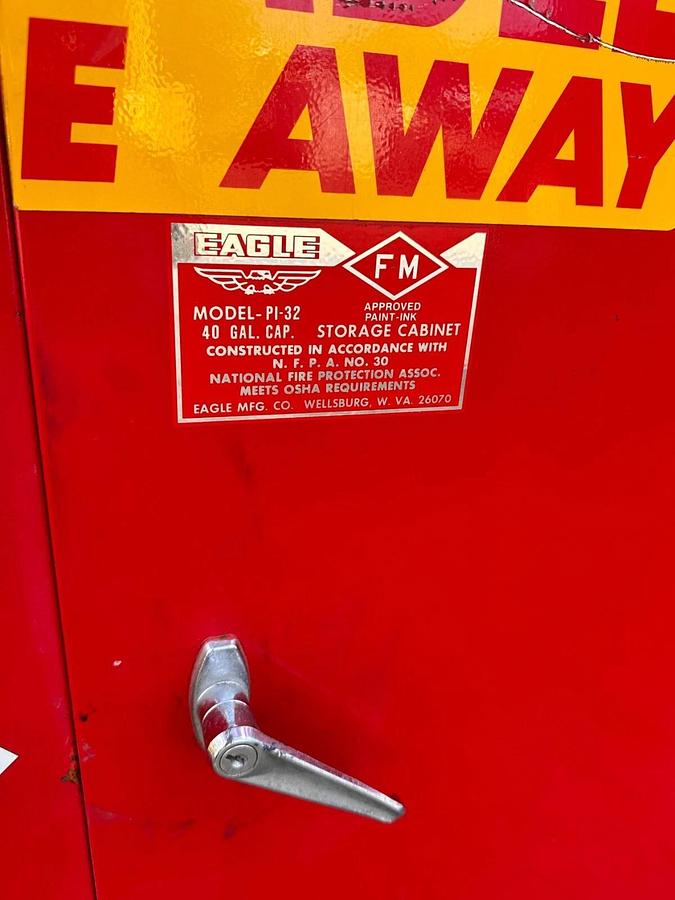 E AWAY
EAGLE
FM
APPROVED
PAINT-INK
MODEL- PI-32
40 GAL. CAP. STORAGE CABINET
CONSTRUCTED IN ACCORDANCE WITH
N. F. P. A. NO. 30
NATIONAL FIRE PROTECTION ASSOC.
MEETS OSHA REQUIREMENTS
EAGLE MFG. CO. WELLSBURG, W. VA. 26070